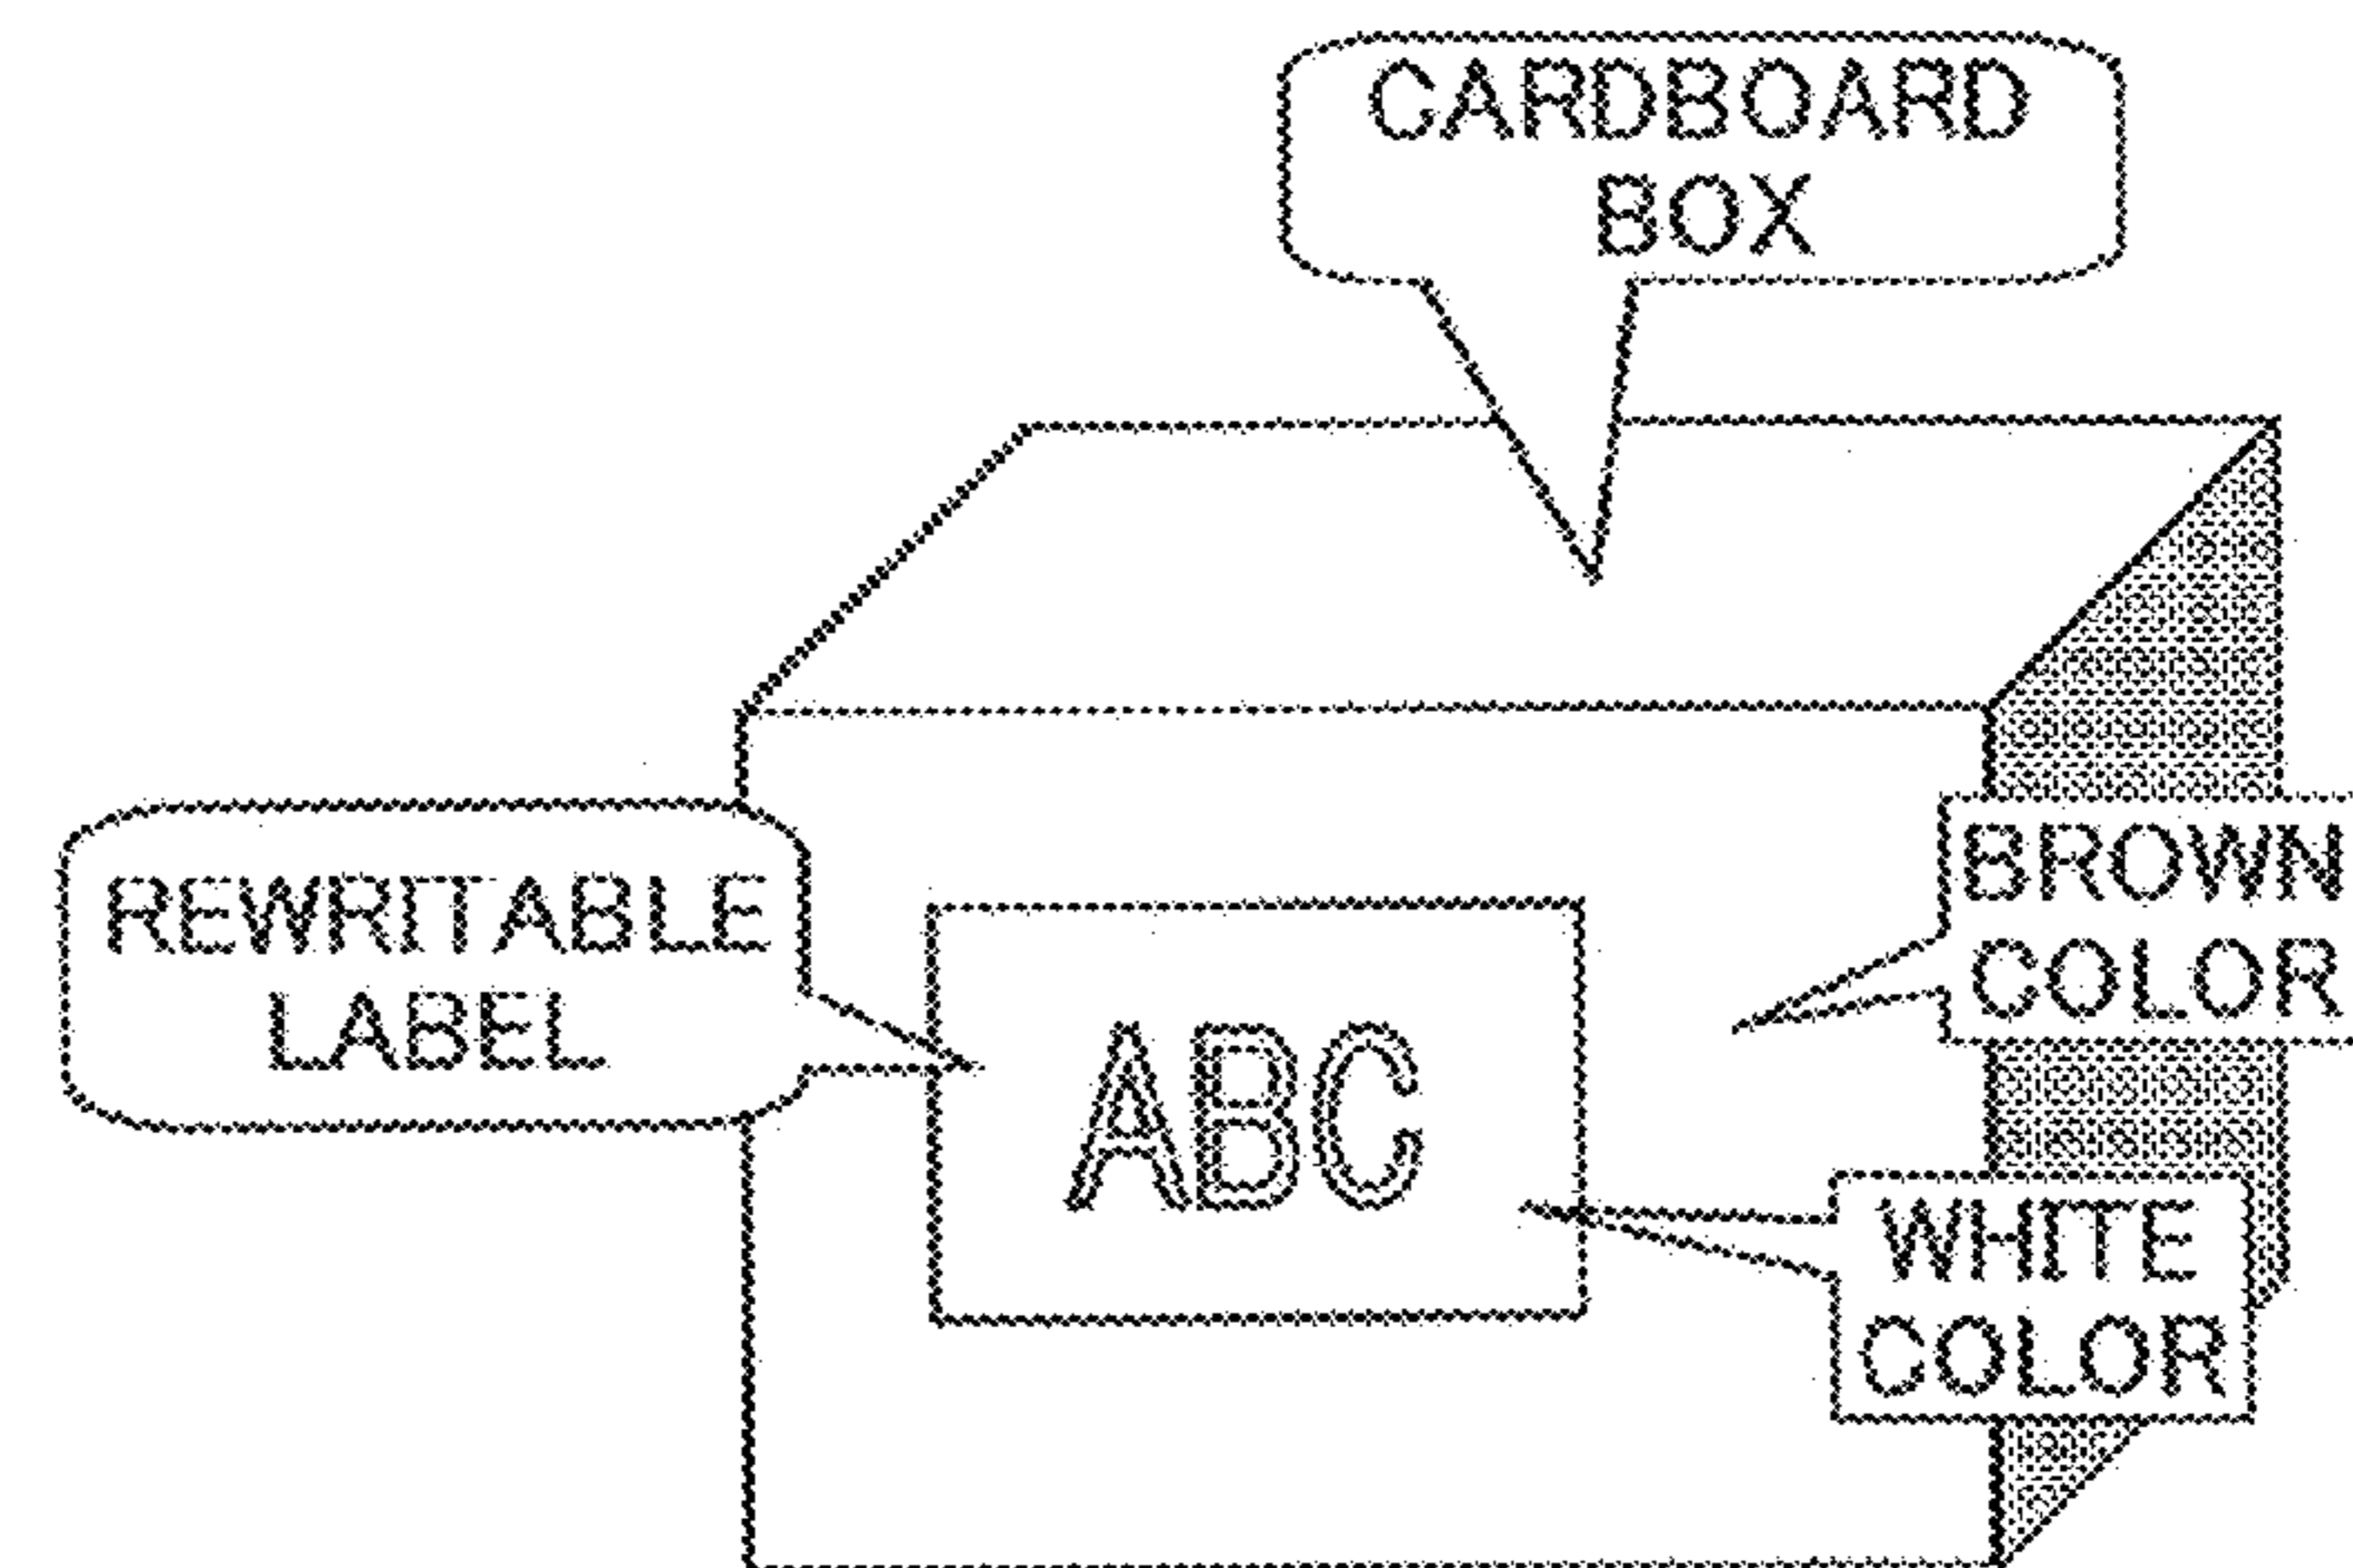 CARDBOARD
BOX
REWRITABLE
LABEL
BROWN
COLOR
ABC
WHITE
COLOR